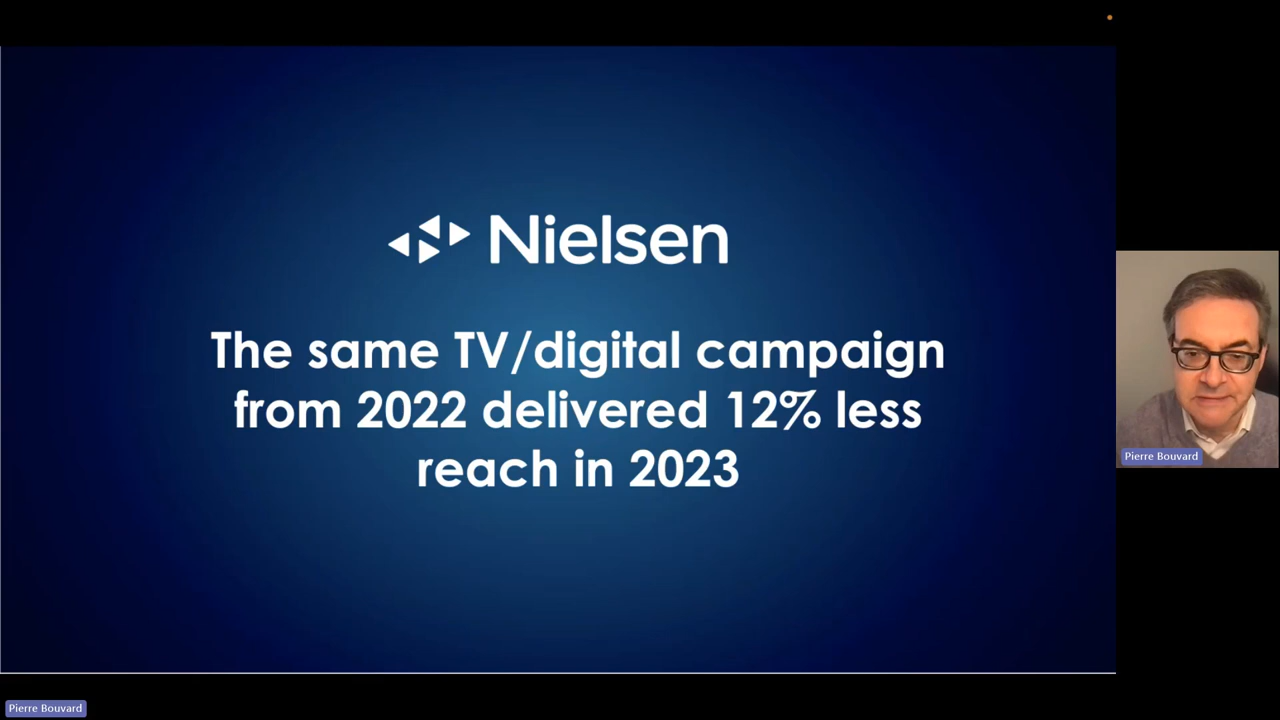 Nielsen
The same TV/digital campaign
from 2022 delivered 12% less
reach in 2023
Pierre Bouvard
Pierre Bouvard